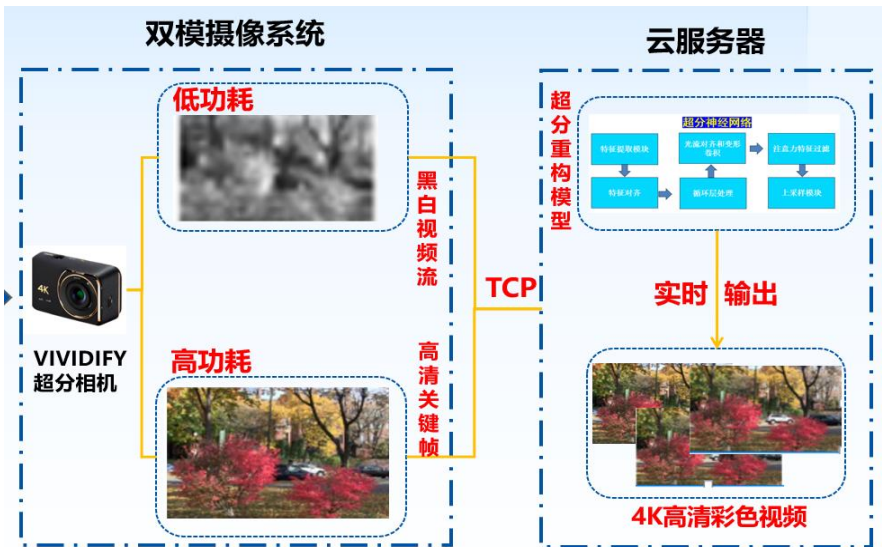 双模摄像系统
云服务器
低功耗
黑白视频流
4K
VIVIDIFY
超分相机
高功耗
高清关键帧
TCP
超分重构模型
超分神经网络
特征提取模块
光流对齐和变形
卷积
注意力特征过滤
特征对齐
循环层处理
上采样模块
实时 输出
4K高清彩色视频